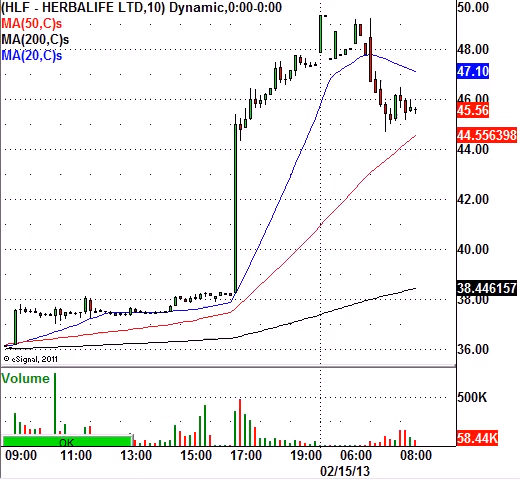 (HLF - HERBALIFE LTD,10) Dynamic,0:00-0:00
MA(50,C)s
MA(200,C)s
MA(20,C)s
50.00
48.00
47.10
46.00
45.56
44.556398
44.00
42.00
40.00
38.446157
38.00
36.00
© eSignal, 2011
Volume
500K
58.44K
OK
09:00 11:00 13:00 15:00 17:00 19:00 06:00 08:00
02/15/13